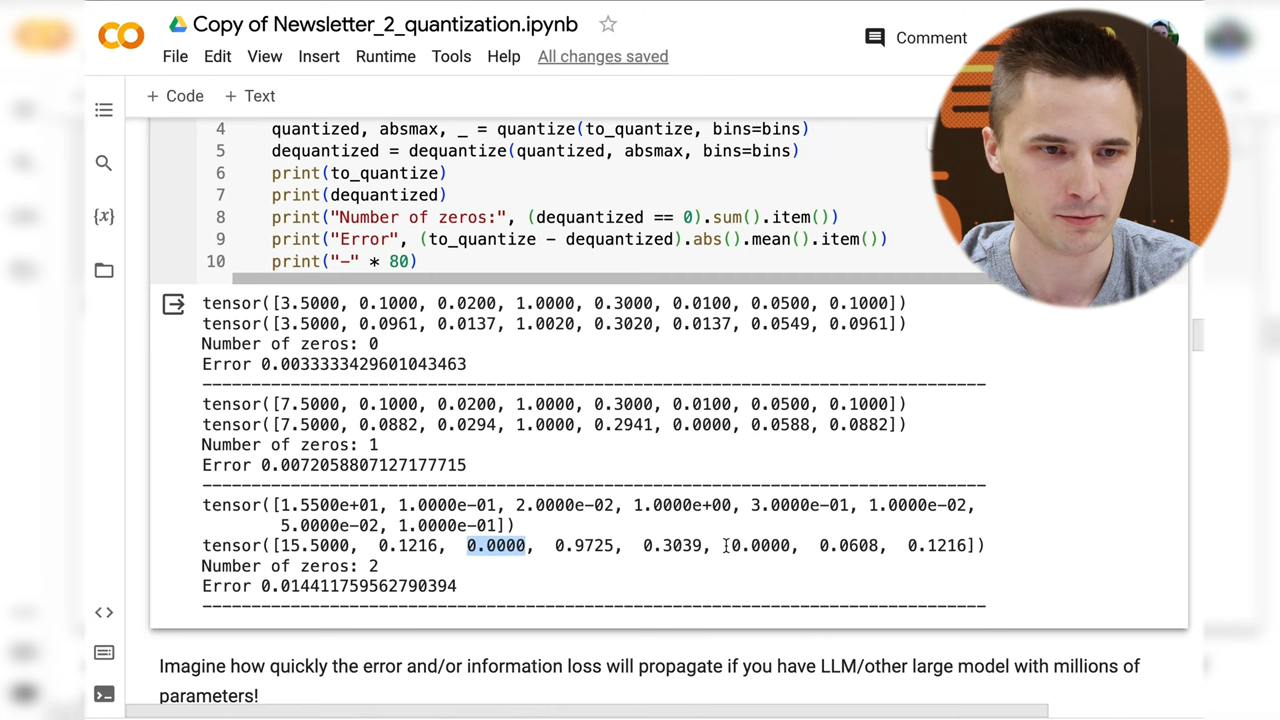 Copy of Newsletter_2_quantization.ipynb
Comment
File Edit View Insert Runtime Tools Help All changes saved
+ Code + Text
4 quantized, absmax, _ = quantize(to_quantize, bins=bins)
5 dequantized = dequantize(quantized, absmax, bins=bins)
6 print(to_quantize)
7 print(dequantized)
8 print("Number of zeros:", (dequantized == 0).sum().item())
9 print("Error", (to_quantize - dequantized).abs().mean().item())
10 print("-" * 80)
tensor([3.5000, 0.1000, 0.0200, 1.0000, 0.3000, 0.0100, 0.0500, 0.1000])
tensor([3.5000, 0.0961, 0.0137, 1.0020, 0.3020, 0.0137, 0.0549, 0.0961])
Number of zeros: 0
Error 0.0033333429601043463
--------------------------------------------------------------------------------
tensor([7.5000, 0.1000, 0.0200, 1.0000, 0.3000, 0.0100, 0.0500, 0.1000])
tensor([7.5000, 0.0882, 0.0294, 1.0000, 0.2941, 0.0000, 0.0588, 0.0882])
Number of zeros: 1
Error 0.0072058807127177715
--------------------------------------------------------------------------------
tensor([1.5500e+01, 1.0000e-01, 2.0000e-02, 1.0000e+00, 3.0000e-01, 1.0000e-02,
5.0000e-02, 1.0000e-01])
tensor([15.5000, 0.1216, 0.0000, 0.9725, 0.3039, 0.0000, 0.0608, 0.1216])
Number of zeros: 2
Error 0.014411759562790394
--------------------------------------------------------------------------------
Imagine how quickly the error and/or information loss will propagate if you have LLM/other large model with millions of
parameters!